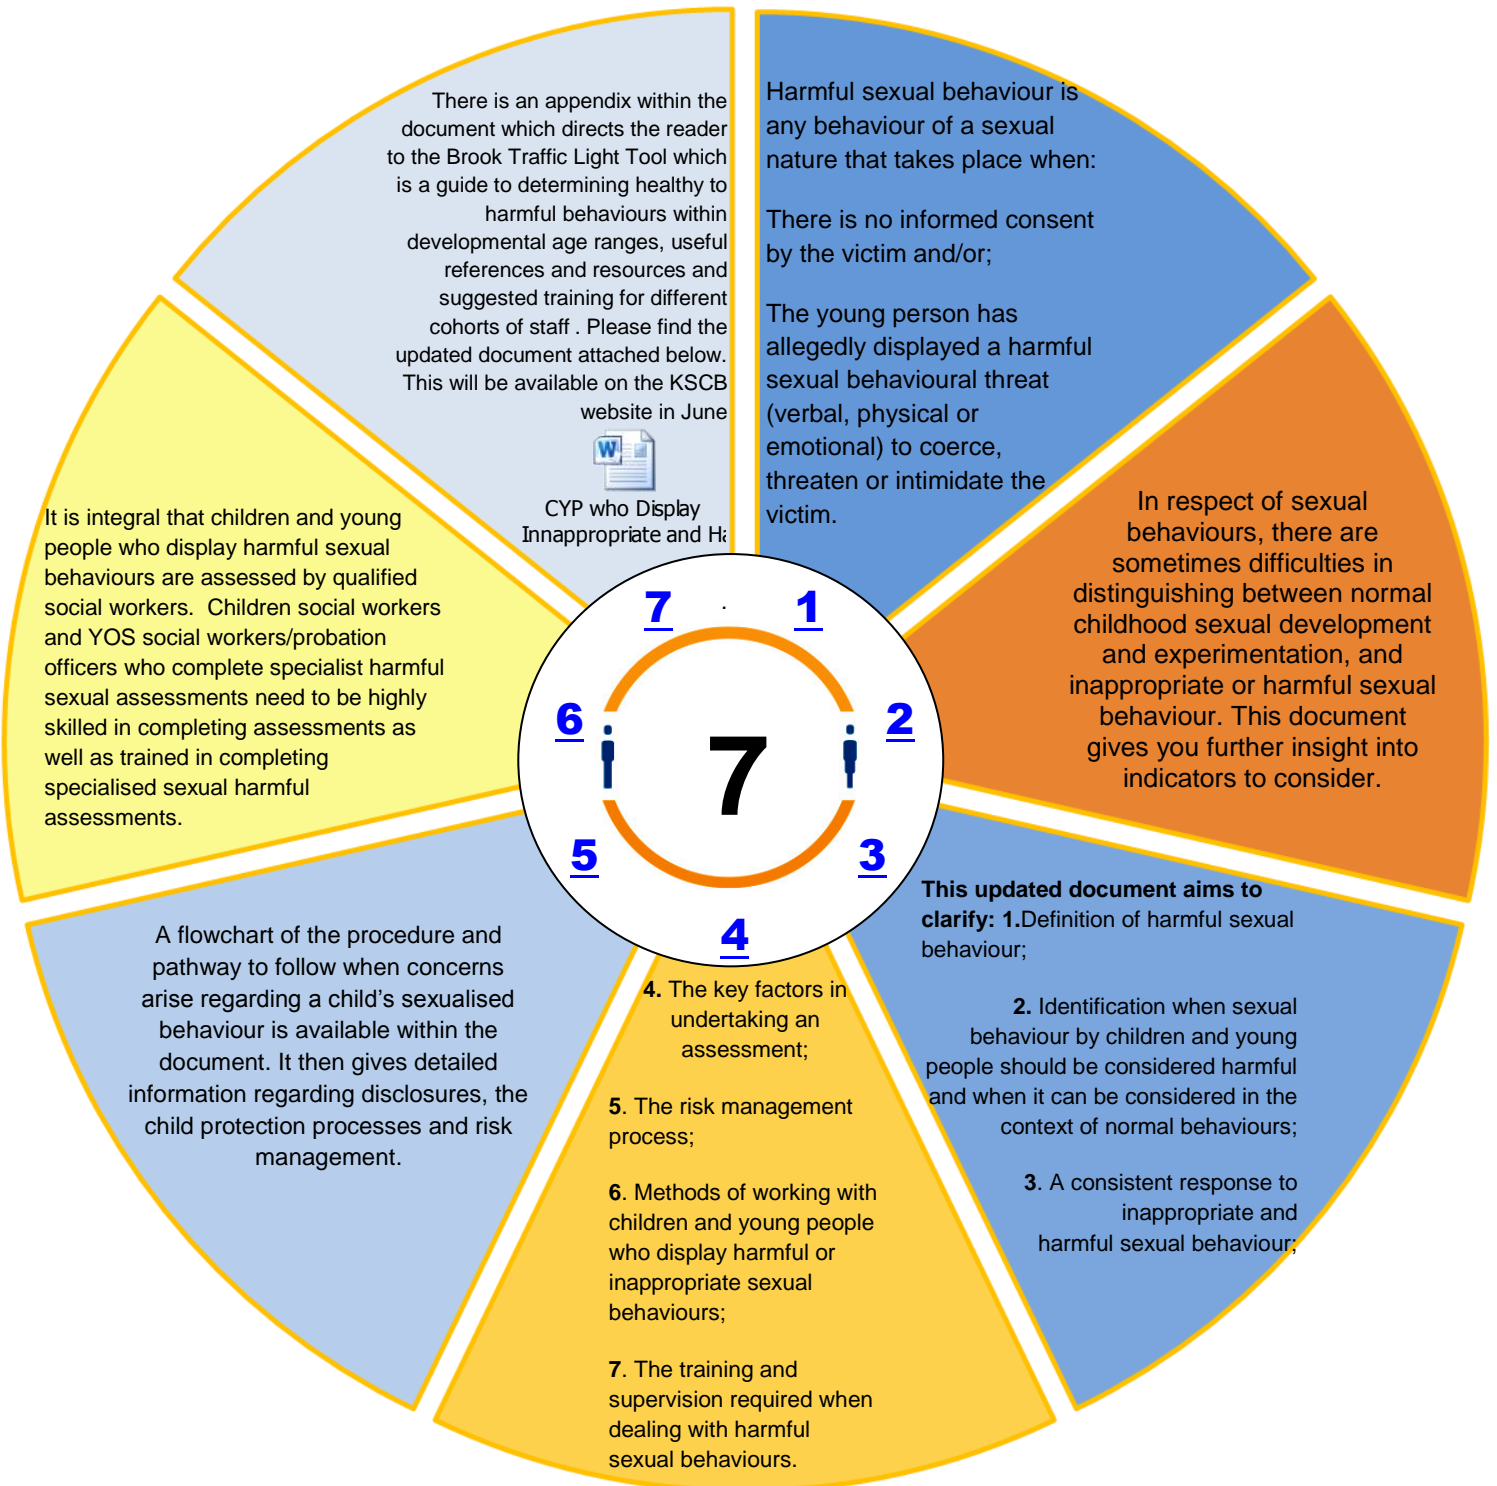 Harmful sexual behaviour is
any behaviour of a sexual
nature that takes place when:
There is no informed consent
by the victim and/or;
The young person has
allegedly displayed a harmful
sexual behavioural threat
(verbal, physical or
emotional) to coerce,
threaten or intimidate the
victim.
In respect of sexual
behaviours, there are
sometimes difficulties in
distinguishing between normal
childhood sexual development
and experimentation, and
inappropriate or harmful sexual
behaviour. This document
gives you further insight into
indicators to consider.
This updated document aims to
clarify: 1.Definition of harmful sexual
behaviour;
2. Identification when sexual
behaviour by children and young
people should be considered harmful
and when it can be considered in the
context of normal behaviours;
3. A consistent response to
inappropriate and
harmful sexual behaviour;
4. The key factors in
undertaking an
assessment;
5. The risk management
process;
6. Methods of working with
children and young people
who display harmful or
inappropriate sexual
behaviours;
7. The training and
supervision required when
dealing with harmful
sexual behaviours.
A flowchart of the procedure and
pathway to follow when concerns
arise regarding a child’s sexualised
behaviour is available within the
document. It then gives detailed
information regarding disclosures, the
child protection processes and risk
management.
It is integral that children and young
people who display harmful sexual
behaviours are assessed by qualified
social workers.  Children social workers
and YOS social workers/probation
officers who complete specialist harmful
sexual assessments need to be highly
skilled in completing assessments as
well as trained in completing
specialised sexual harmful
assessments.
There is an appendix within the
document which directs the reader
to the Brook Traffic Light Tool which
is a guide to determining healthy to
harmful behaviours within
developmental age ranges, useful
references and resources and
suggested training for different
cohorts of staff . Please find the
updated document attached below.
This will be available on the KSCB
website in June
W
CYP who Display
Innappropriate and Ha
.
1
2
3
4
5
6
7
7